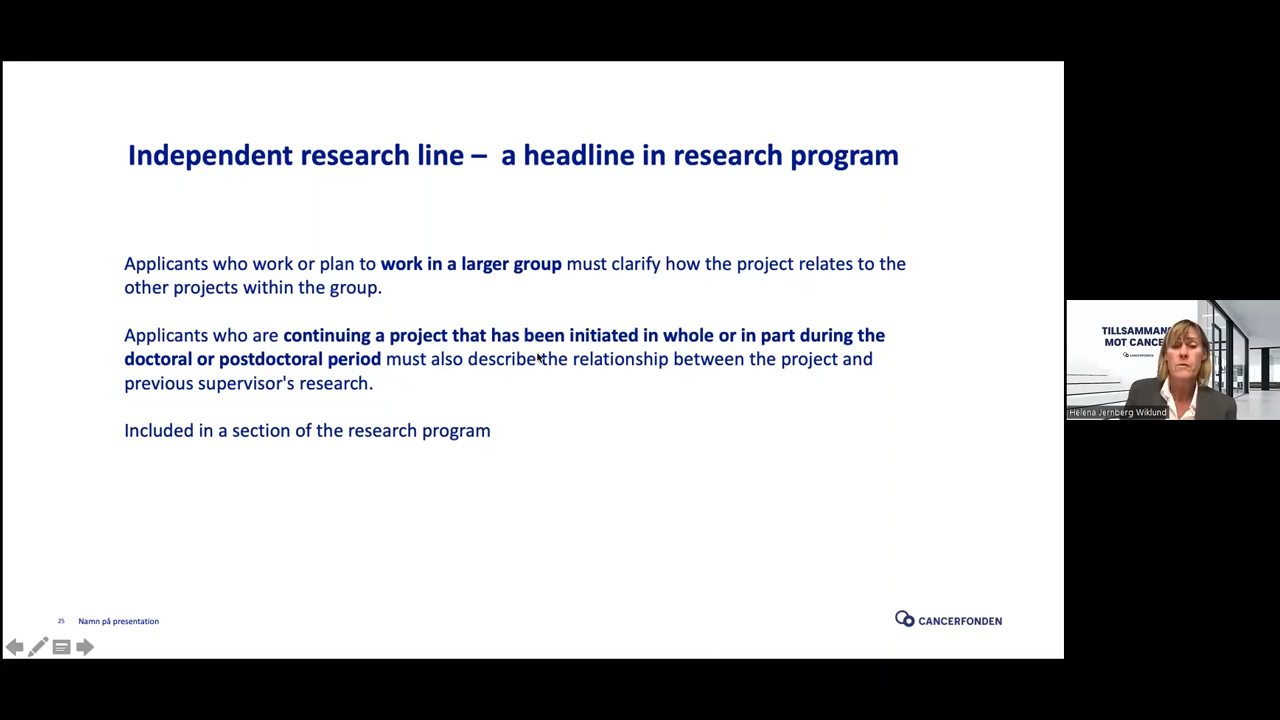 Independent research line – a headline in research program
Applicants who work or plan to work in a larger group must clarify how the project relates to the
other projects within the group.
Applicants who are continuing a project that has been initiated in whole or in part during the
doctoral or postdoctoral period must also describe the relationship between the project and
previous supervisor's research.
Included in a section of the research program
25 Namn på presentation
CANCERFONDEN
TILLSAMMANS
MOT CANCE
CANCERFONDEN
Helena Jernberg Wiklund